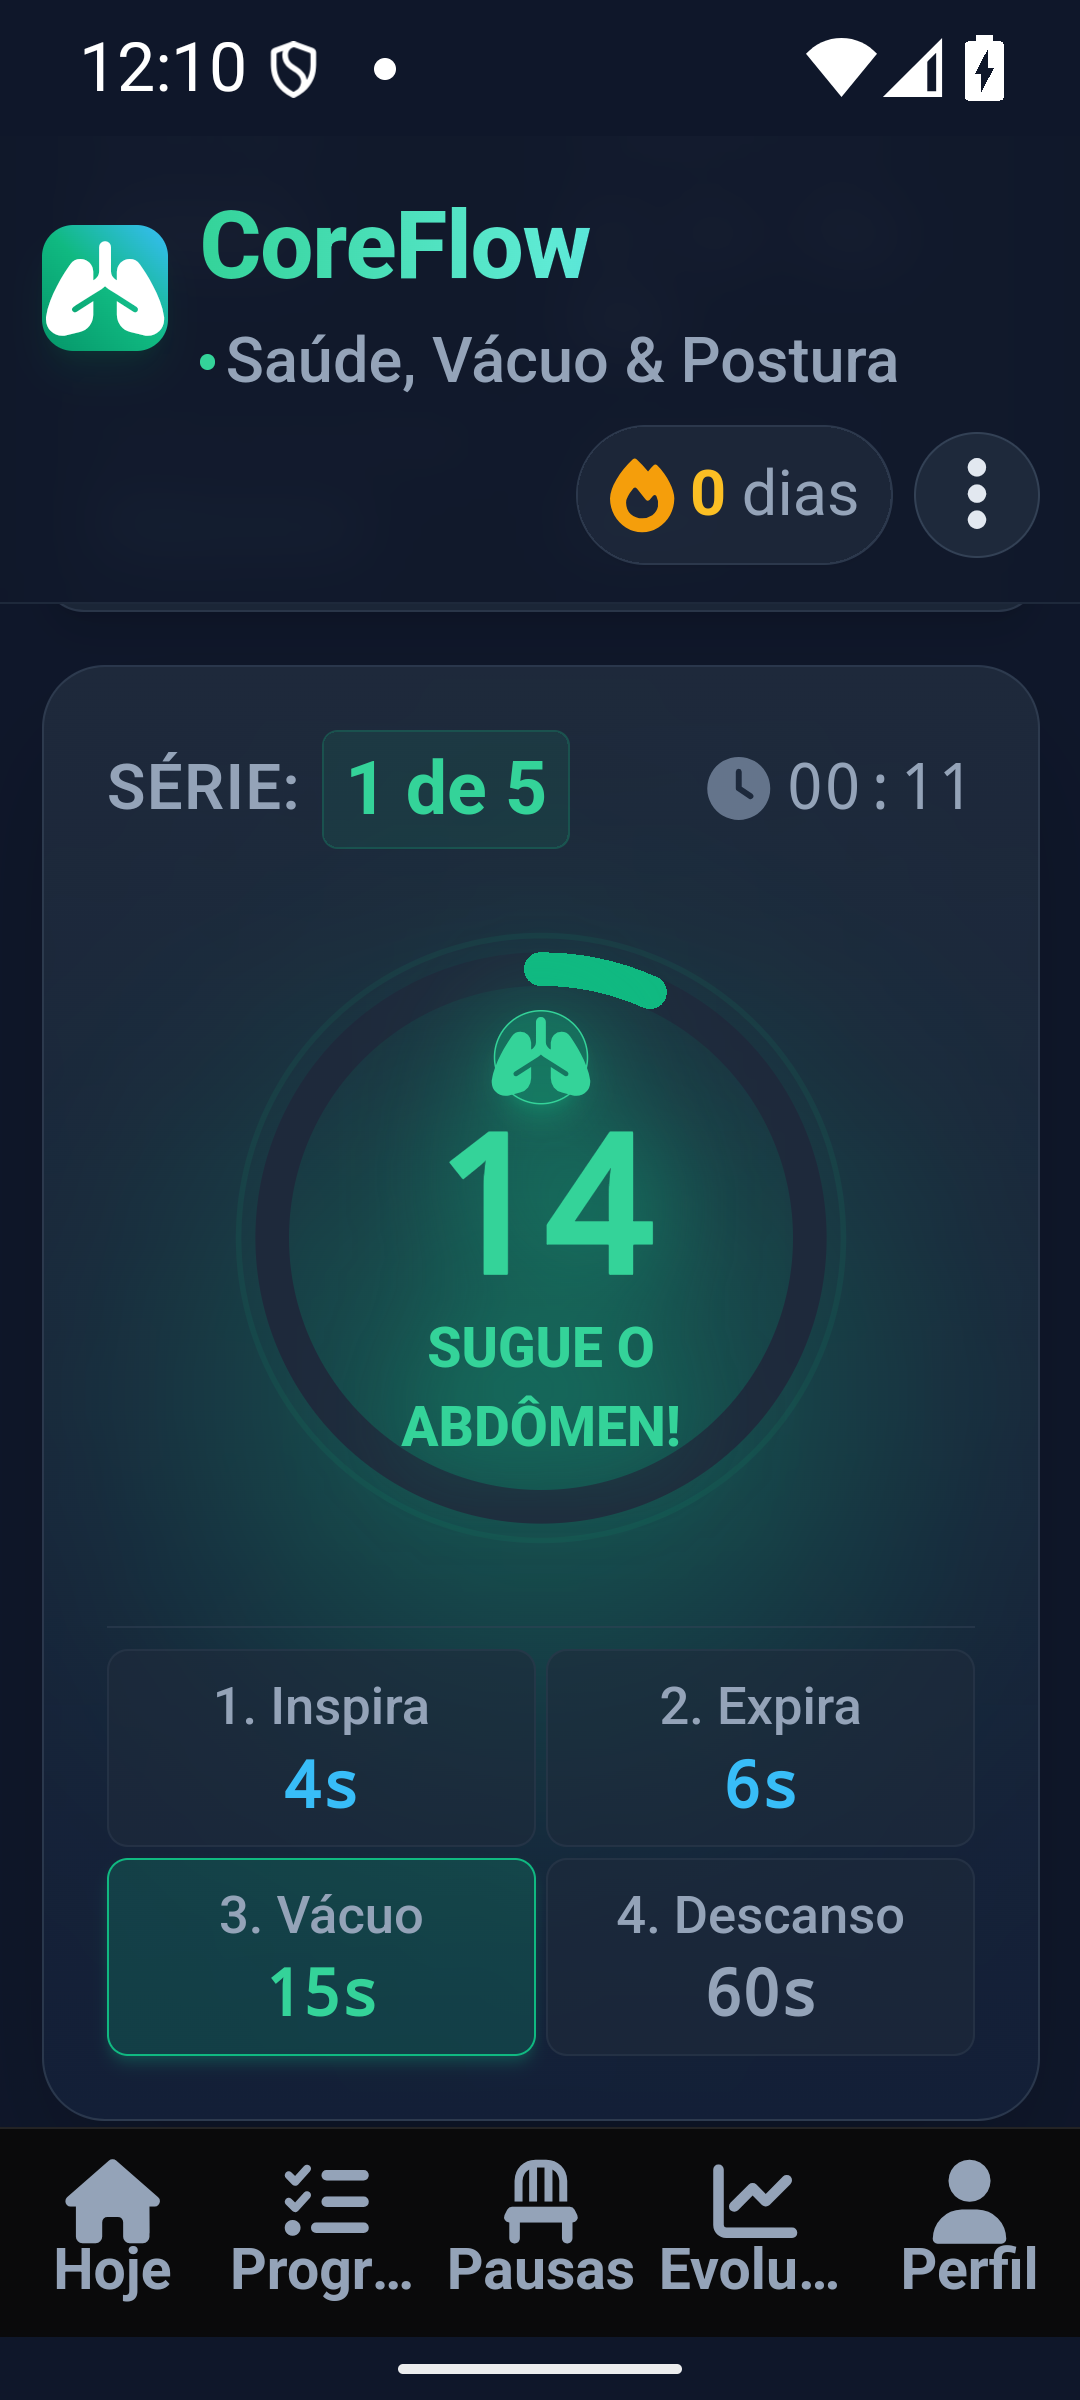 12:10
CoreFlow
Saúde, Vácuo & Postura
0 dias
SÉRIE: 1 de 5
00:11
14
SUGUE O
ABDÔMEN!
1. Inspira
4s
2. Expira
6s
3. Vácuo
15s
4. Descanso
60s
Hoje
Progr...
Pausas
Evolu...
Perfil